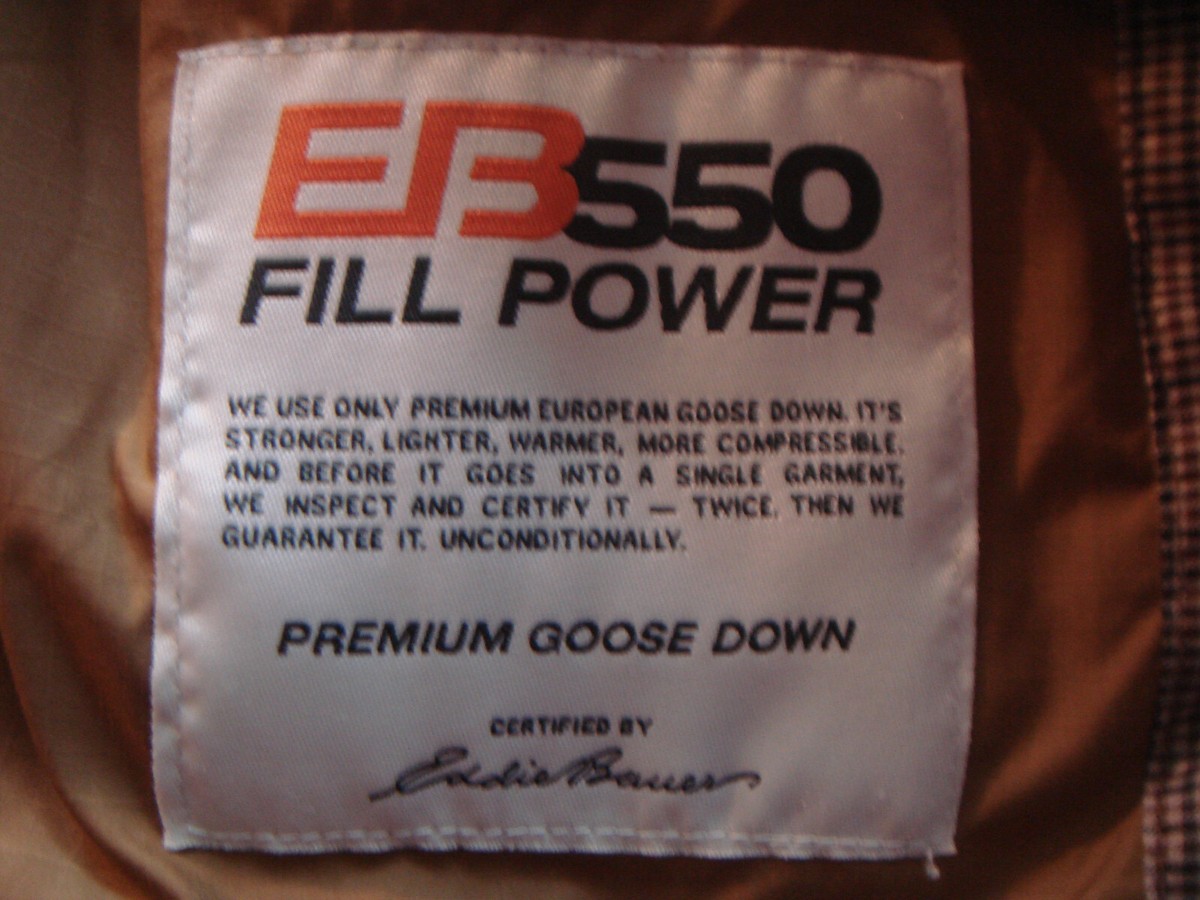 EB550
FILL POWER
WE USE ONLY PREMIUM EUROPEAN GOOSE DOWN. IT'S
STRONGER, LIGHTER, WARMER, MORE COMPRESSIBLE.
AND BEFORE IT GOES INTO A SINGLE GARMENT,
WE INSPECT AND CERTIFY IT — TWICE. THEN WE
GUARANTEE IT. UNCONDITIONALLY.
PREMIUM GOOSE DOWN
CERTIFIED BY
Eddie Bauer